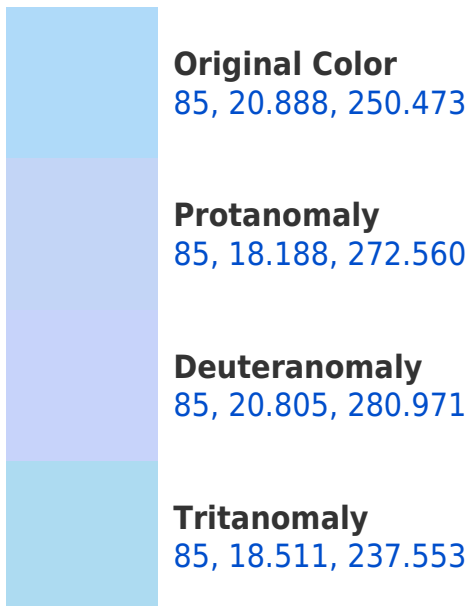 Original Color
85, 20.888, 250.473
Protanomaly
85, 18.188, 272.560
Deuteranomaly
85, 20.805, 280.971
Tritanomaly
85, 18.511, 237.553